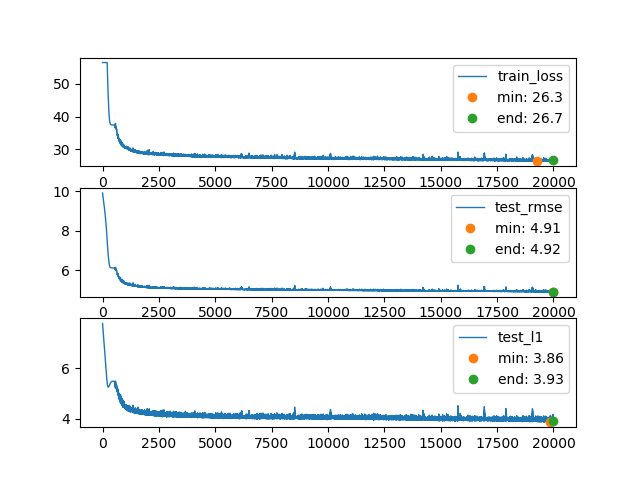 train_loss
min: 26.3
end: 26.7
50
40
30
0 2500 5000 7500 10000 12500 15000 17500 20000
test_rmse
min: 4.91
end: 4.92
10
8
6
0 2500 5000 7500 10000 12500 15000 17500 20000
test_l1
min: 3.86
end: 3.93
6
4
0 2500 5000 7500 10000 12500 15000 17500 20000